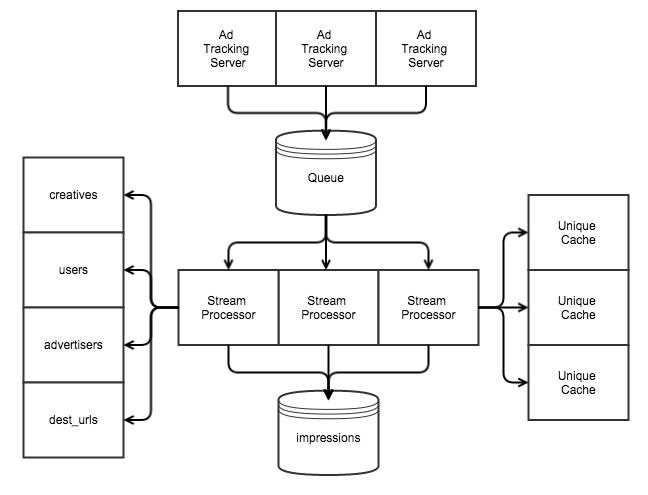 Ad
Tracking
Server
Ad
Tracking
Server
Ad
Tracking
Server
Queue
creatives
users
advertisers
dest_urls
Stream
Processor
Stream
Processor
Stream
Processor
Unique
Cache
Unique
Cache
Unique
Cache
impressions